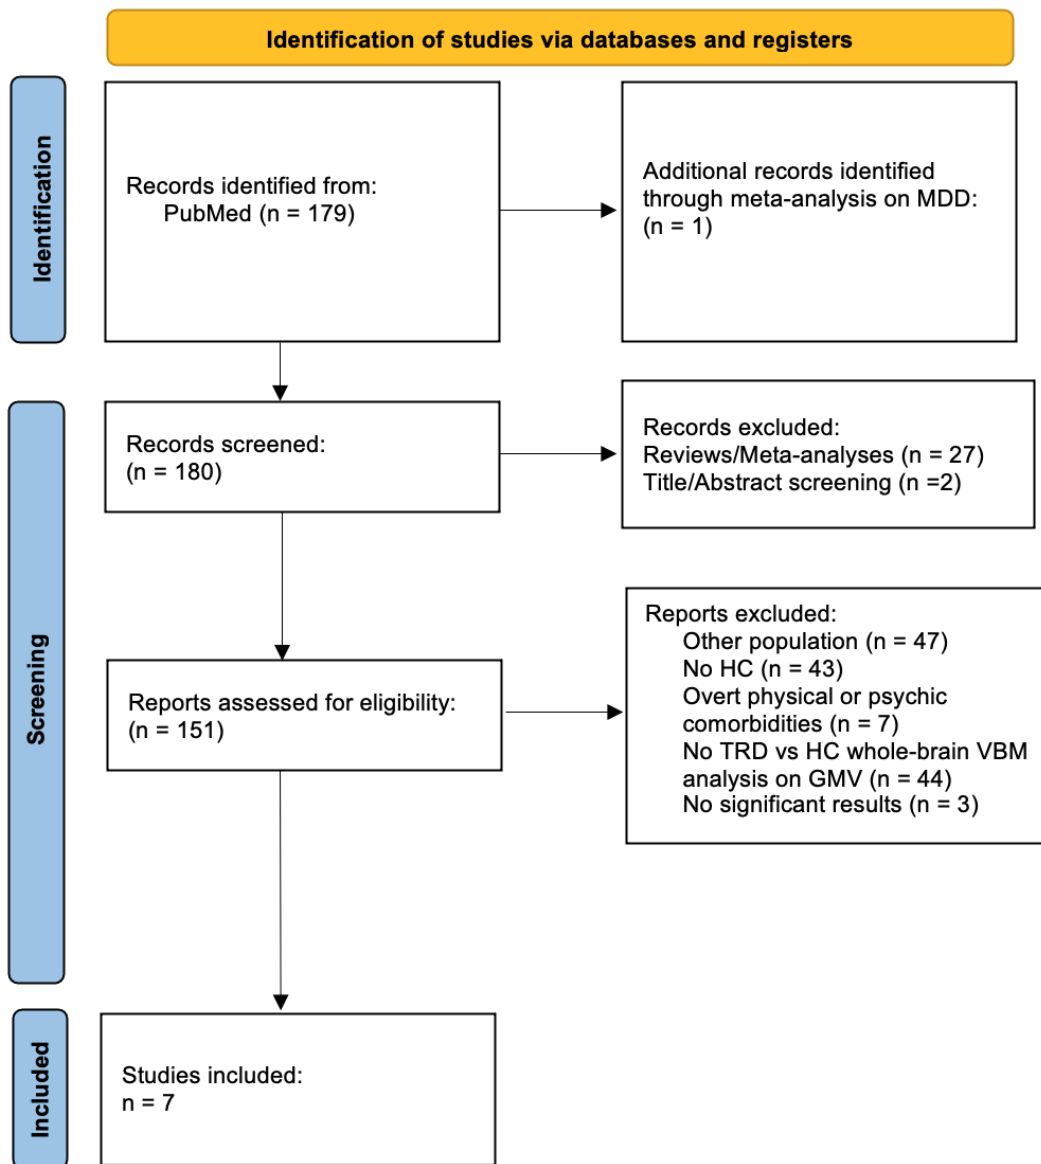 Identification of studies via databases and registers
Identification
Records identified from:
PubMed (n = 179)
Additional records identified
through meta-analysis on MDD:
(n = 1)
Screening
Records screened:
(n = 180)
Records excluded:
Reviews/Meta-analyses (n = 27)
Title/Abstract screening (n =2)
Reports assessed for eligibility:
(n = 151)
Reports excluded:
Other population (n = 47)
No HC (n = 43)
Overt physical or psychic
comorbidities (n = 7)
No TRD vs HC whole-brain VBM
analysis on GMV (n = 44)
No significant results (n = 3)
Included
Studies included:
n = 7